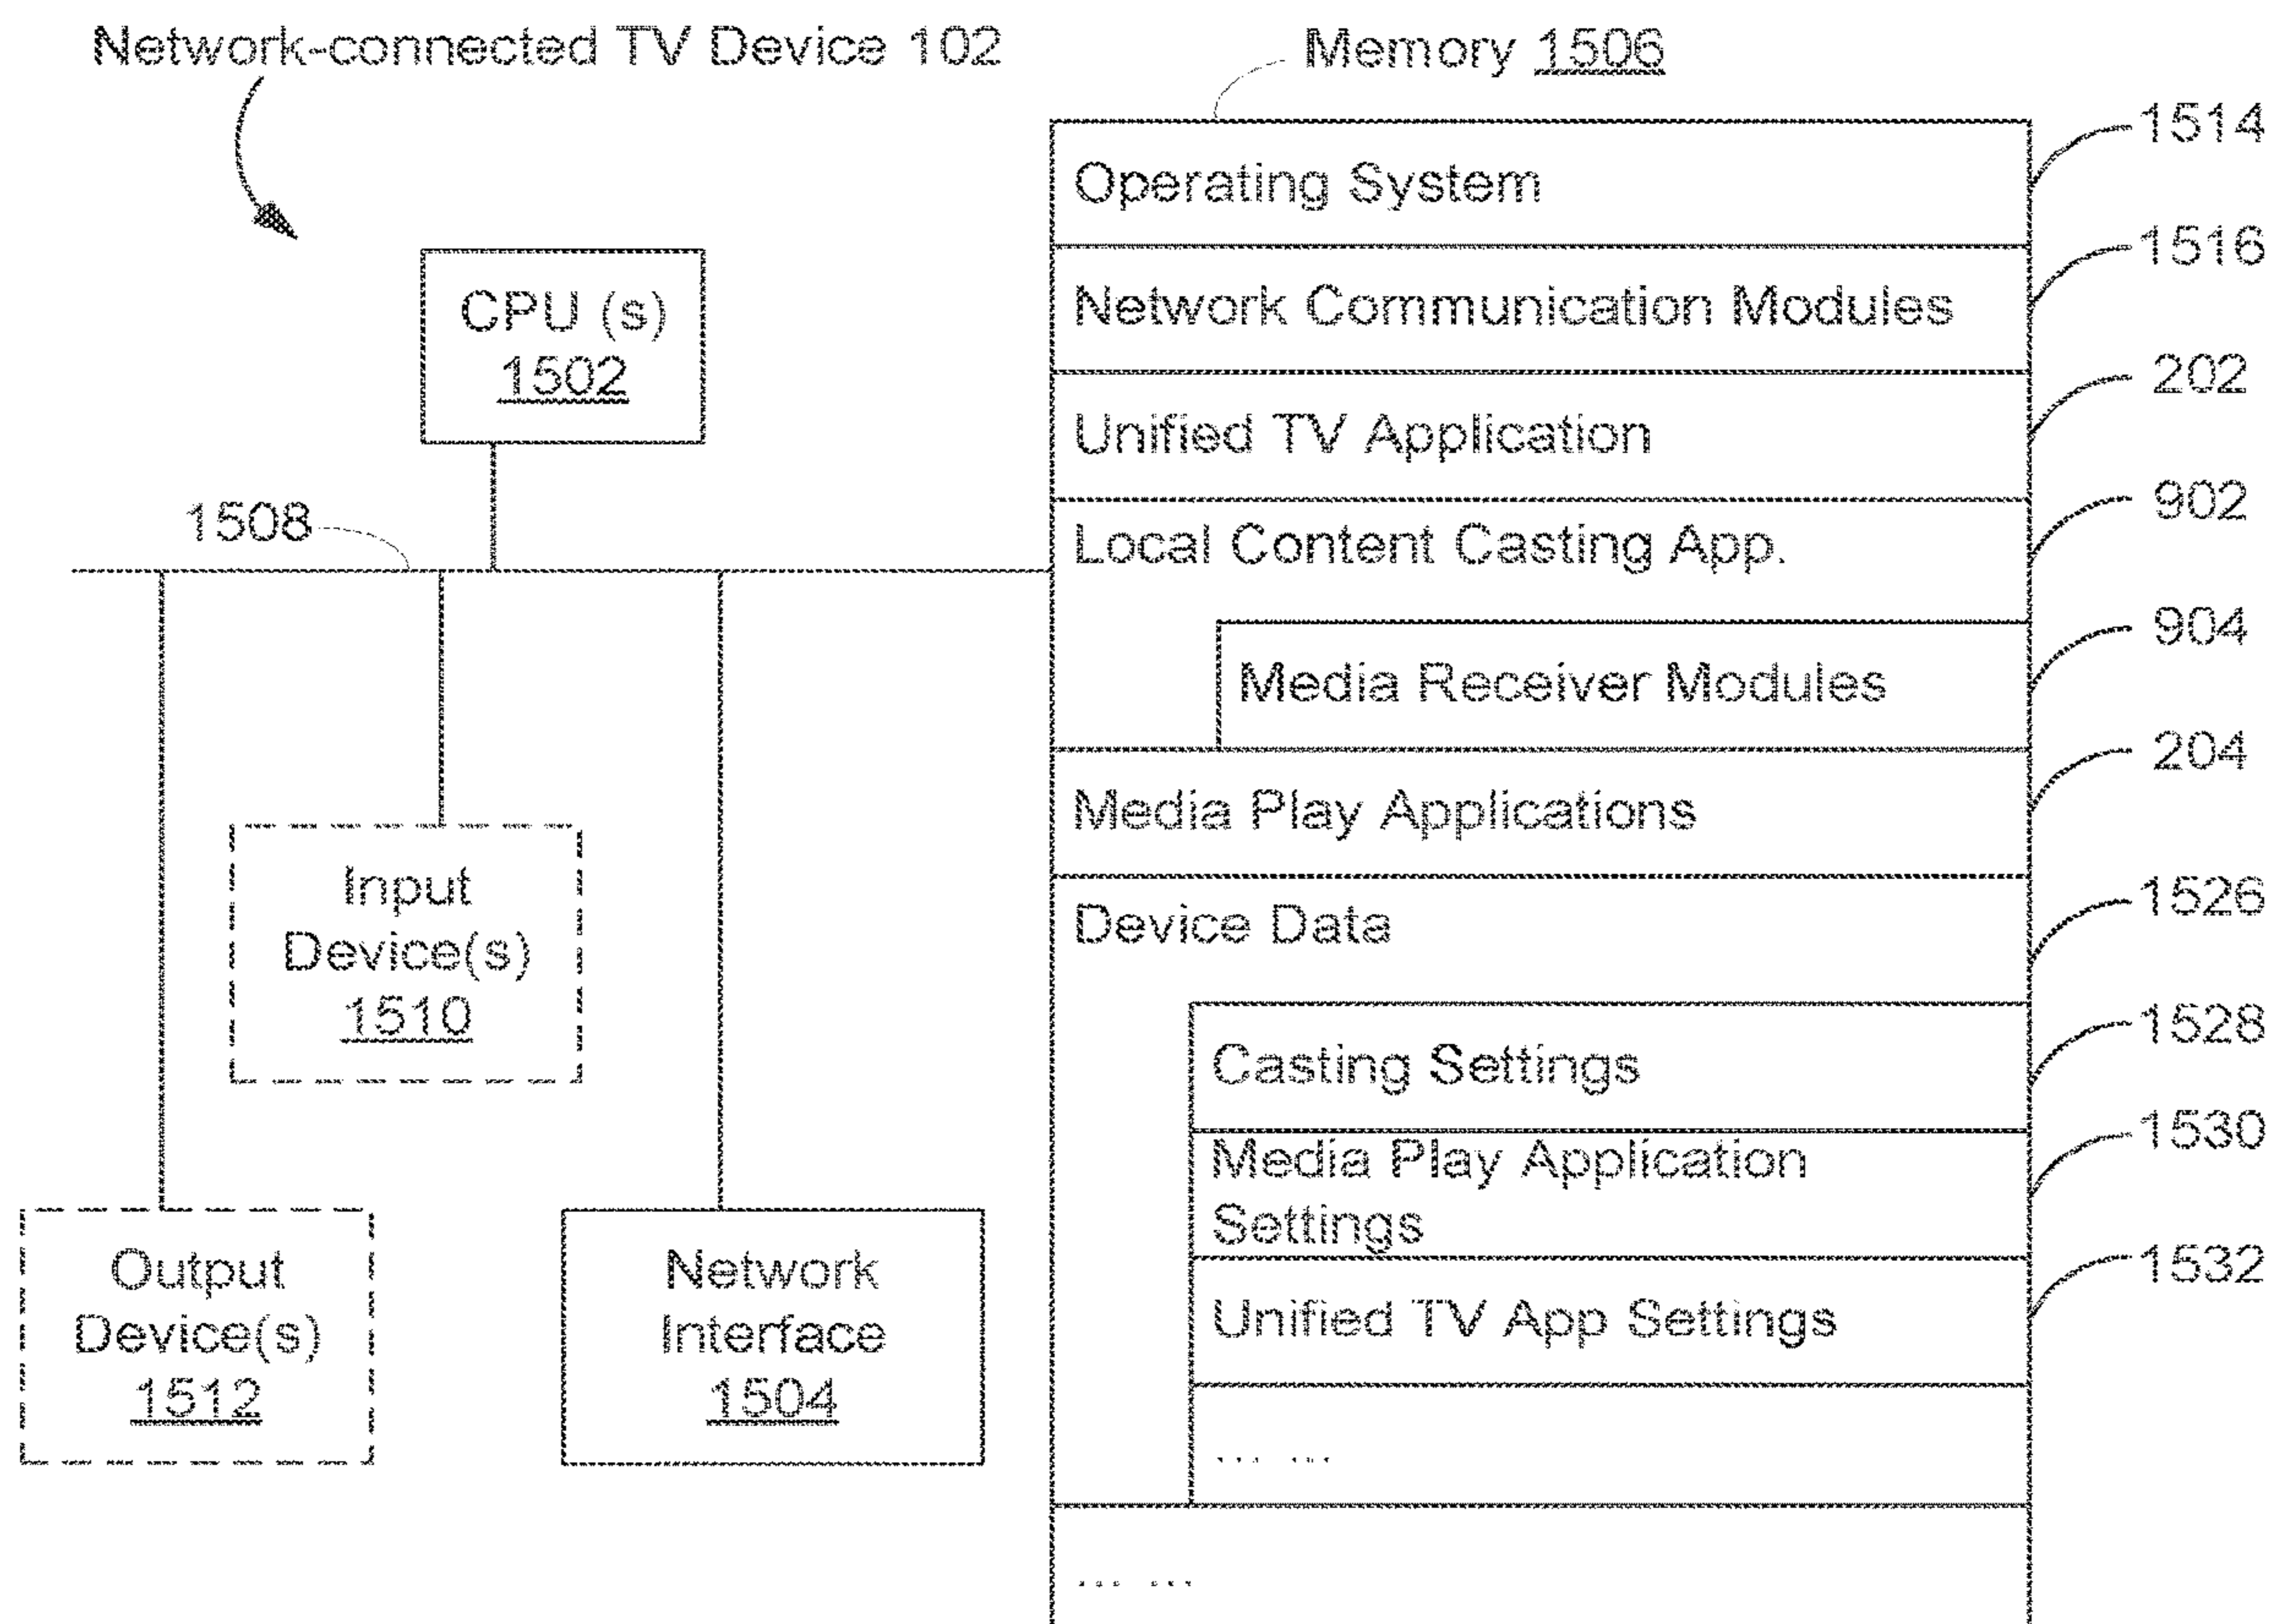 Network-connected TV Device 102
Memory 1506
1514
Operating System
1516
Network Communication Modules
CPU (s)
1502
202
Unified TV Application
902
1508
Local Content Casting App.
904
Media Receiver Modules
204
Media Play Applications
1526
Input
Device(s)
1510
Device Data
1528
Casting Settings
1530
Media Play Application
Settings
1532
Unified TV App Settings
Output
Device(s)
1512
Network
Interface
1504
... ...
... ...